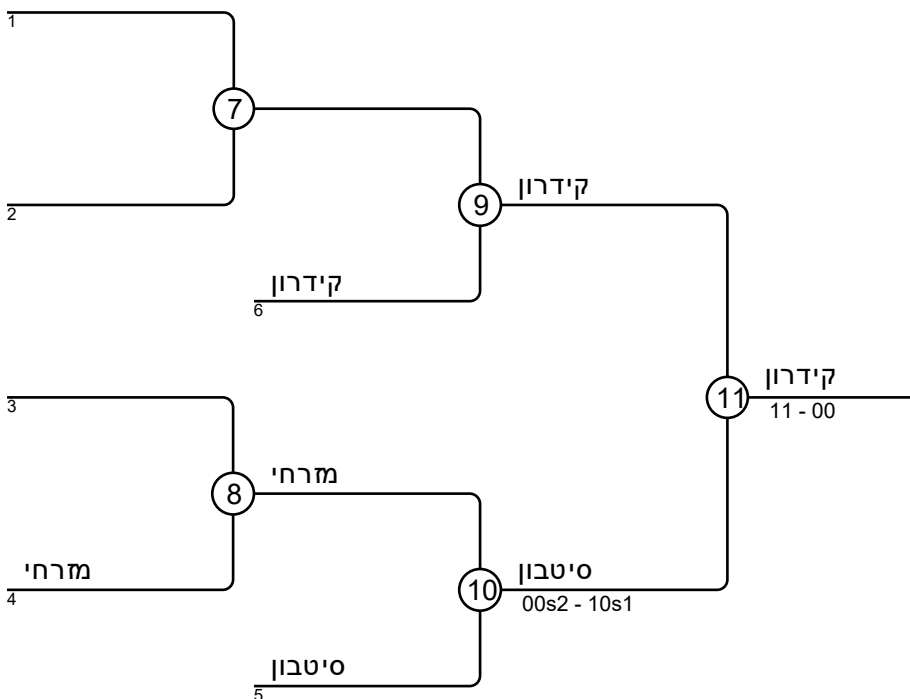 1
7
2
9
קידרון
קידרון
6
3
11
קידרון
11 - 00
8
מזרחי
מזרחי
4
10
סיטבון
00s2 - 10s1
סיטבון
5